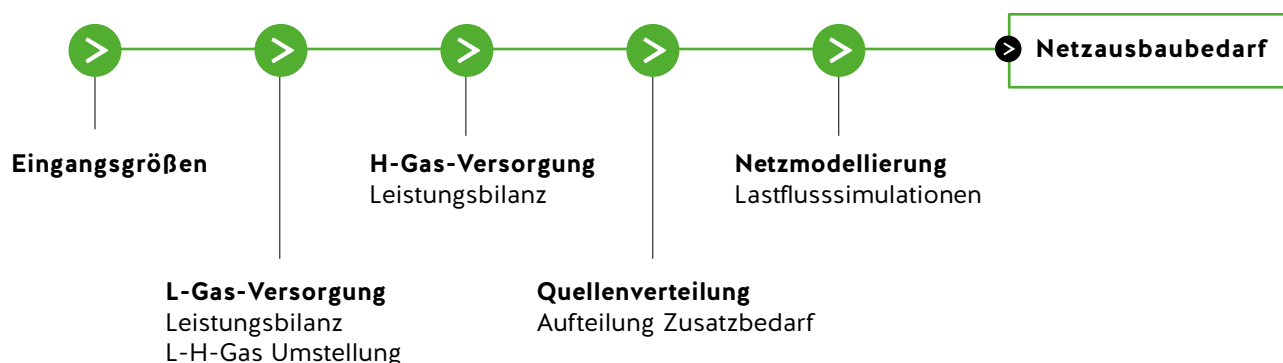 Netzausbaubedarf
Eingangsgrößen
H-Gas-Versorgung
Leistungsbilanz
Netzmodellierung
Lastflusssimulationen
L-Gas-Versorgung
Leistungsbilanz
L-H-Gas Umstellung
Quellenverteilung
Aufteilung Zusatzbedarf